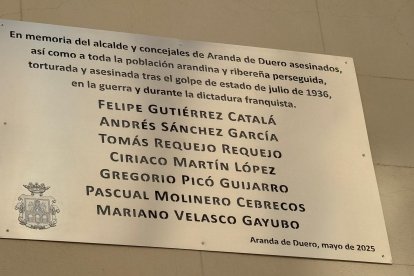 En memoria del alcalde y concejales de Aranda de Duero asesinados,
así como a toda la población arandina y ribereña perseguida,
torturada y asesinada tras el golpe de estado de julio de 1936,
en la guerra y durante la dictadura franquista.
FELIPE GUTIÉRREZ CATALÁ
ANDRÉS SÁNCHEZ GARCÍA
TOMÁS REQUEJO REQUEJO
CIRIACO MARTÍN LÓPEZ
GREGORIO PICÓ GUIJARRO
PASCUAL MOLINERO CEBRECOS
MARIANO VELASCO GAYUBO
Aranda de Duero, mayo de 2025